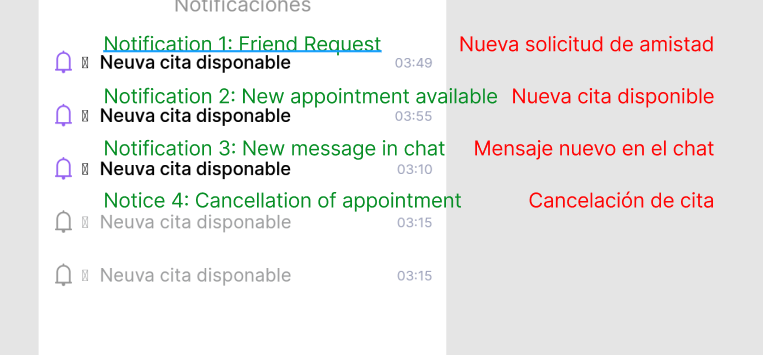 Notificaciones
Notification 1: Friend Request Nueva solicitud de amistad
Neuva cita disponable 03:49
Notification 2: New appointment available Nueva cita disponible
Neuva cita disponable 03:55
Notification 3: New message in chat Mensaje nuevo en el chat
Neuva cita disponable 03:10
Notice 4: Cancellation of appointment Cancelación de cita
Neuva cita disponable 03:15
Neuva cita disponable 03:15